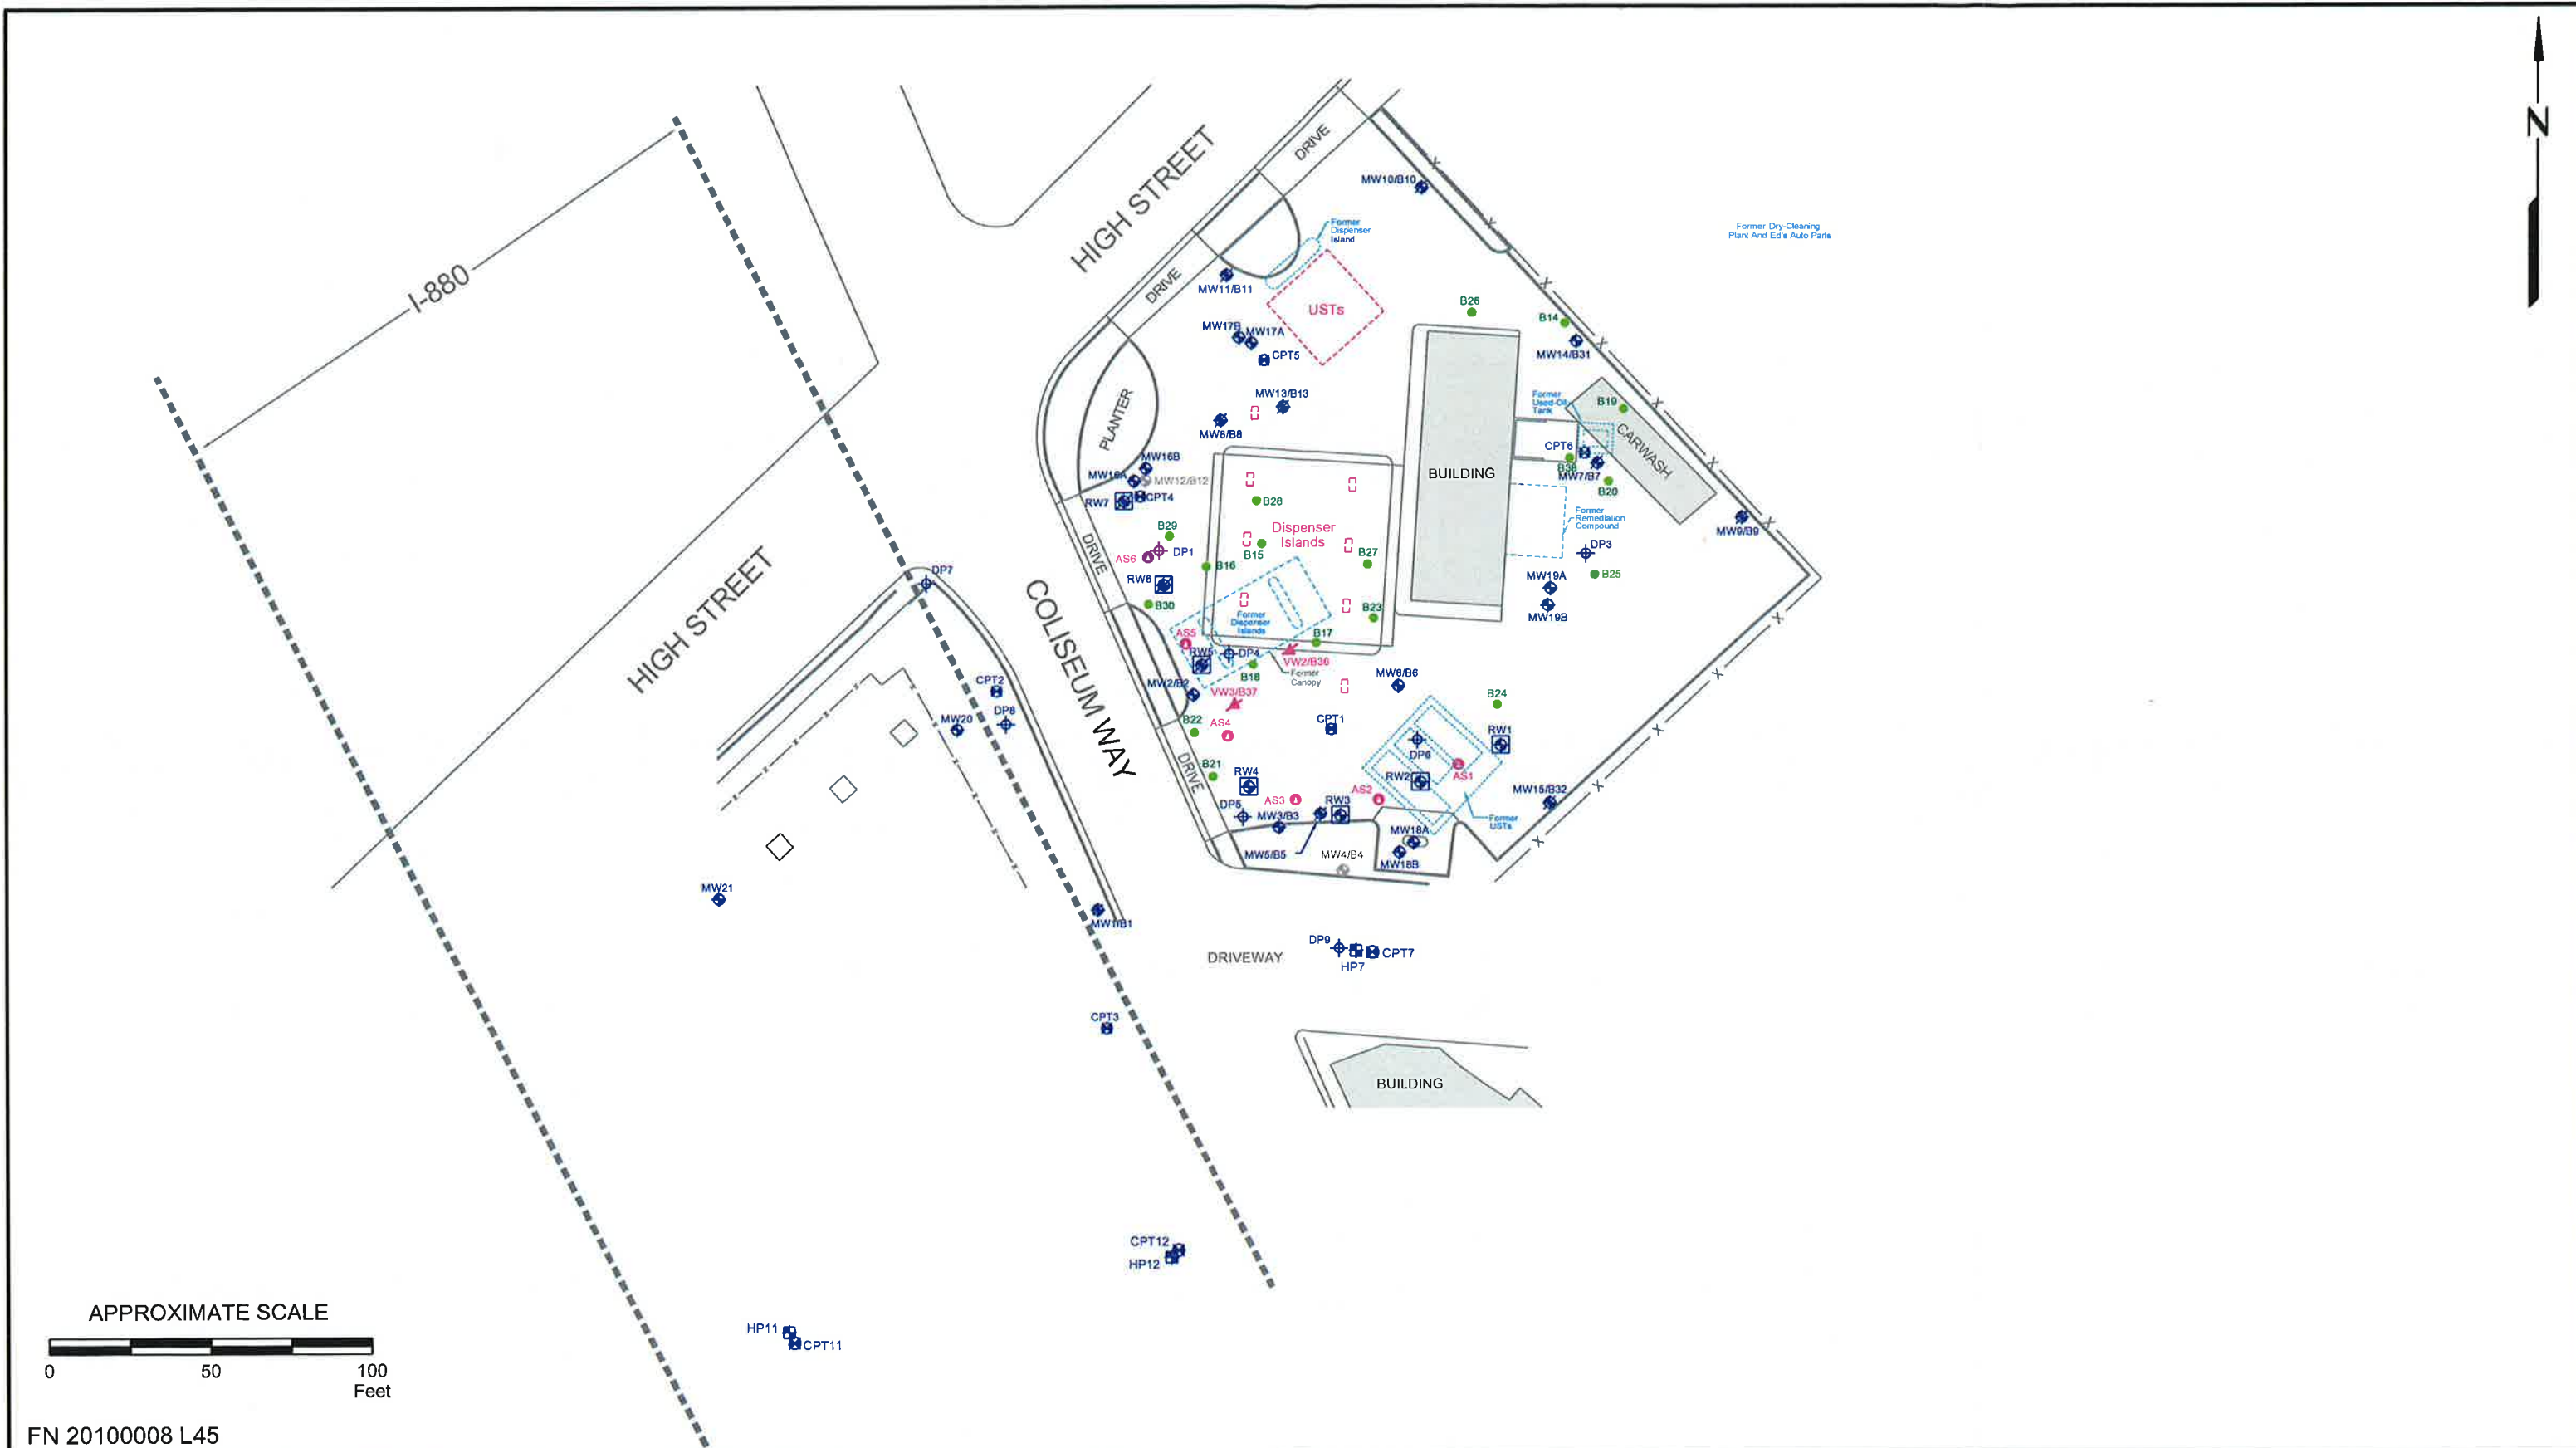 N
DRIVE
HIGH STREET
MW10/B10
Former Dry-Cleaning
Plant And Ed's Auto Parts
Former
Dispenser
Island
I-880
DRIVE
MW11/B11
USTs
B26
B14
MW17B
MW17A
CPT5
MW14/B31
PLANTER
MW13/B13
MW8/B8
Former
Used-Oil
Tank
B19
CARWASH
CPT6
B38
MW7/B7
B20
BUILDING
MW16B
MW16A
MW12/B12
RW7
CPT4
B28
Former
Remediation
Compound
MW9/B9
Dispenser
Islands
B29
DRIVE
AS6
DP1
B15
B27
B16
DP3
B25
RW6
MW19A
MW19B
B30
B23
HIGH STREET
DP7
COLISEUM WAY
Former
Dispenser
Islands
AS5
RW5
DP4
B17
VW2/B36
Former
Canopy
B18
MW2/B2
VW3/B37
MW6/B6
B24
CPT2
DP8
MW20
B22
AS4
CPT1
RW1
DP6
DRIVE
B21
RW4
RW2
AS1
AS3
AS2
MW15/B32
DP5
MW3/B3
RW3
Former
USTs
MW5/B5
MW4/B4
MW18A
MW18B
MW21
MW1/B1
DP9
HP7
CPT7
DRIVEWAY
CPT3
BUILDING
CPT12
HP12
HP11
CPT11
APPROXIMATE SCALE
0 50 100
Feet
FN 20100008 L45